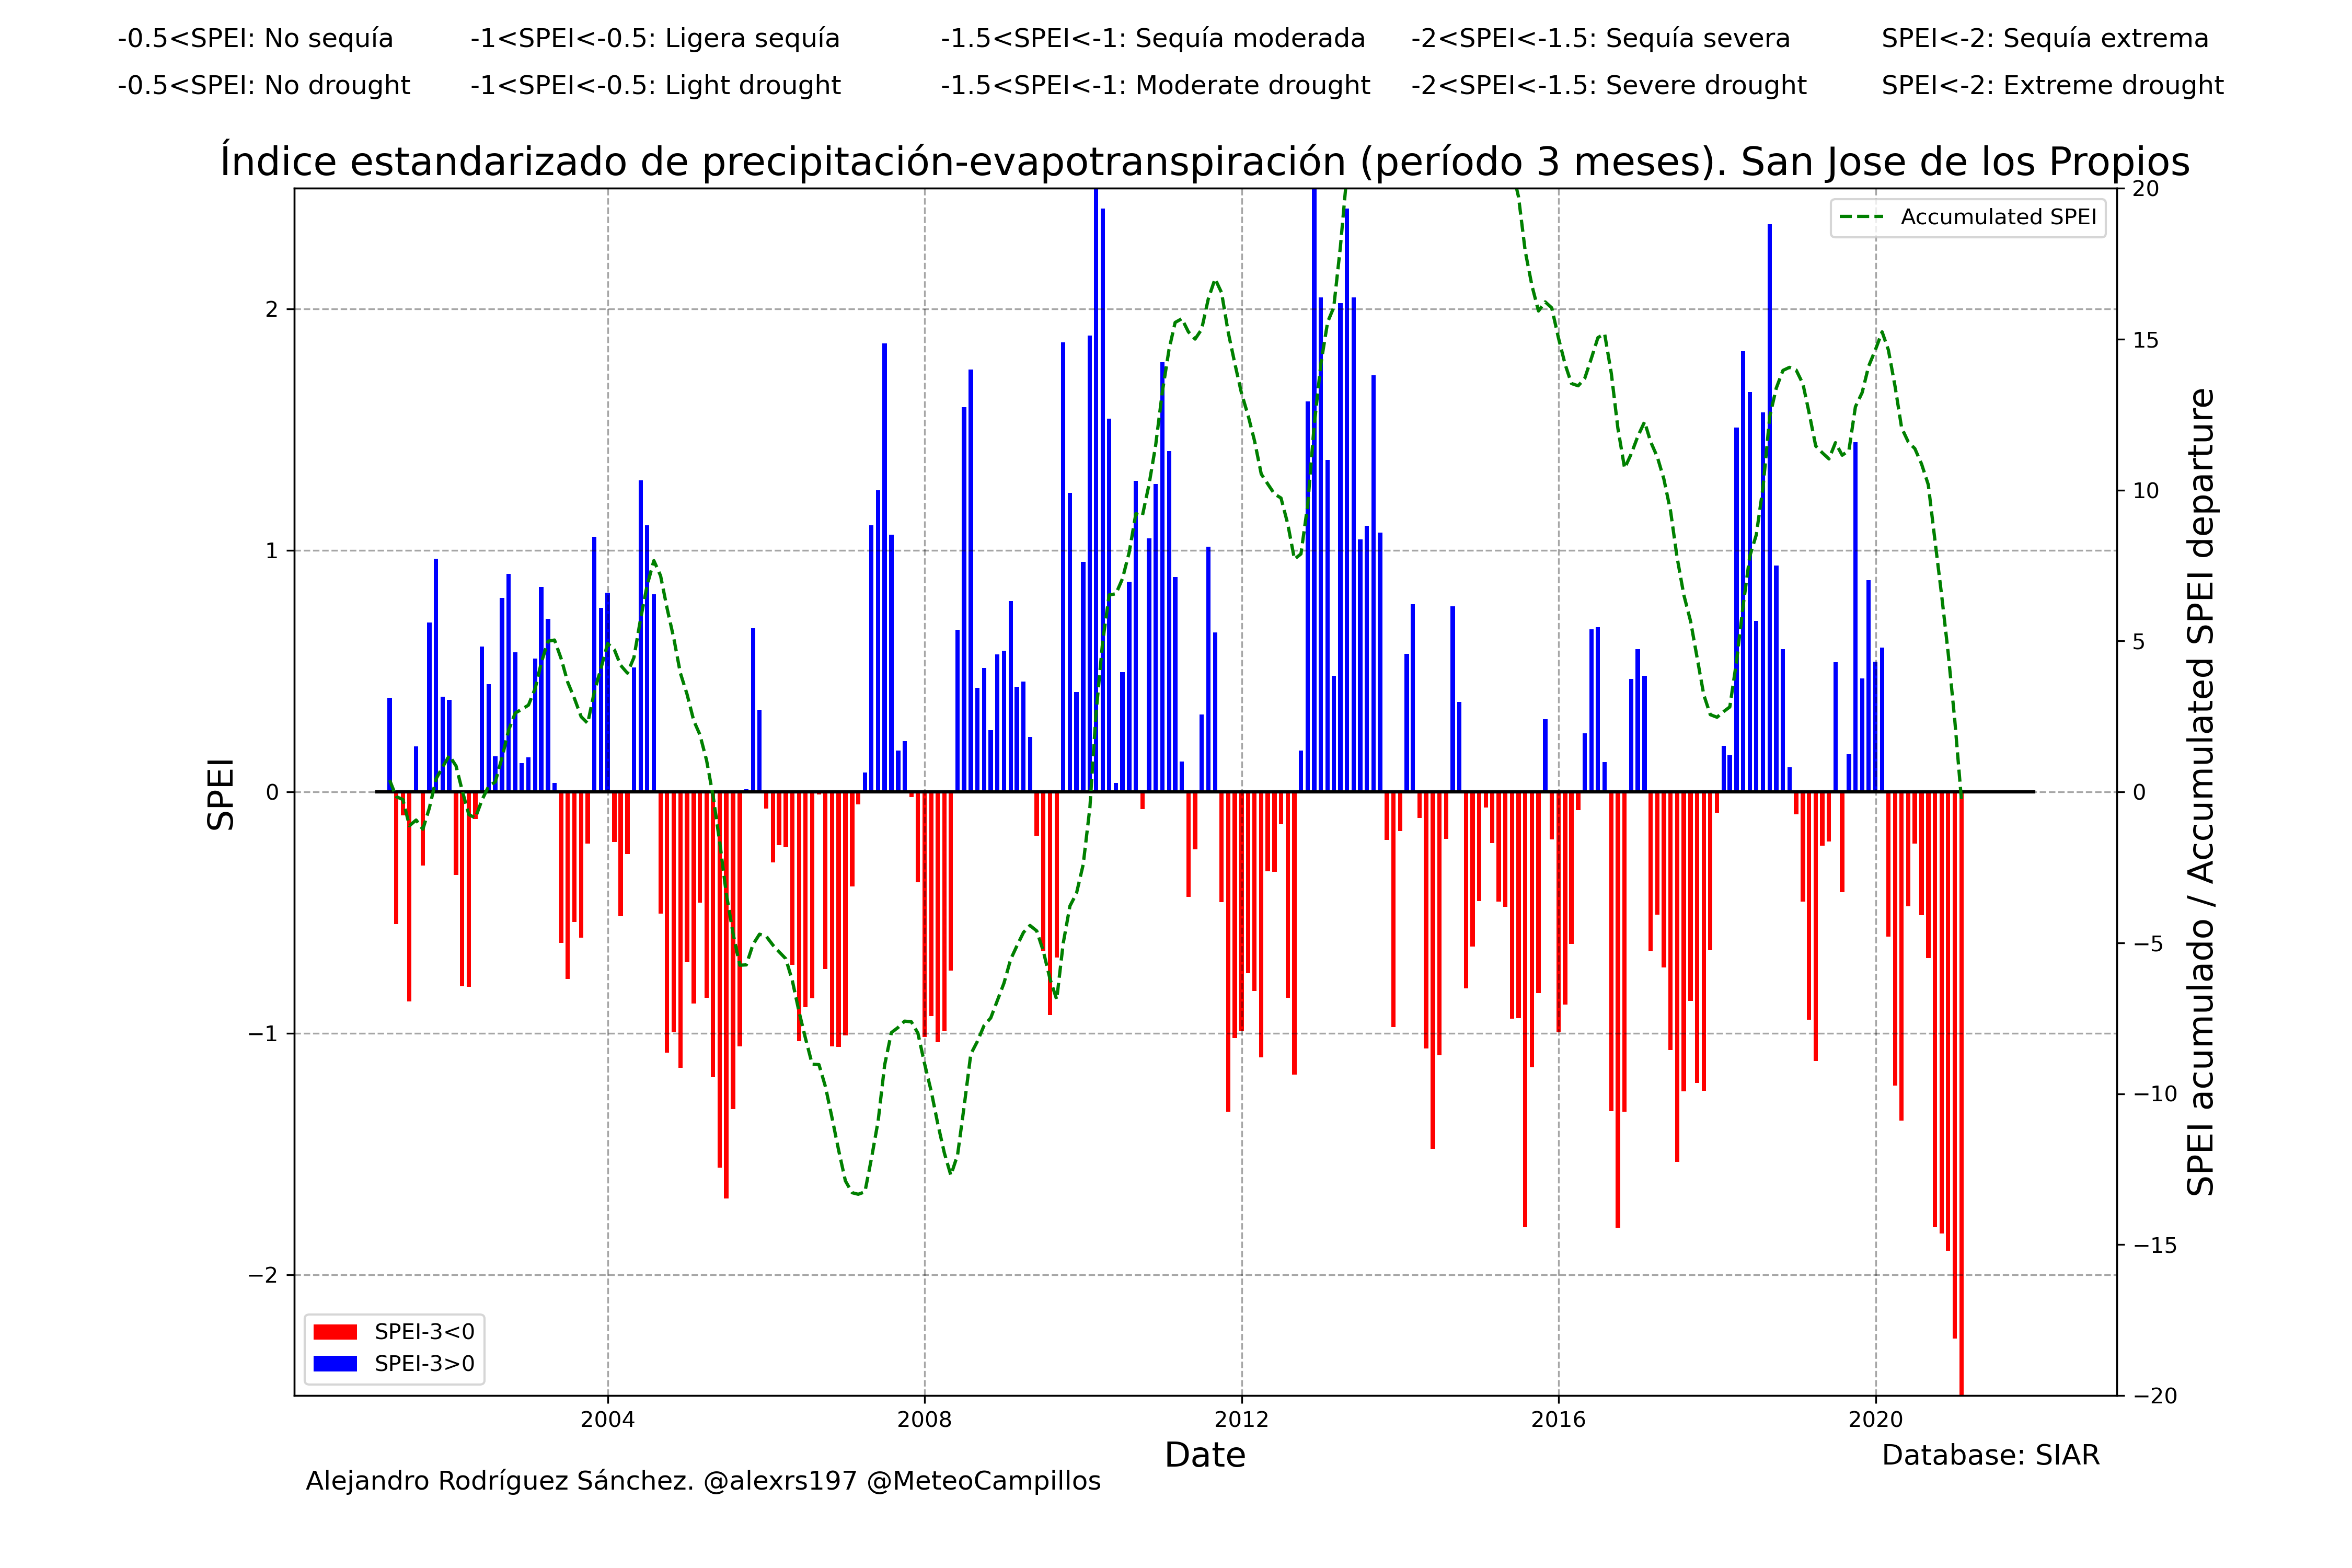 -0.5<SPEI: No sequía -1<SPEI<-0.5: Ligera sequía -1.5<SPEI<-1: Sequía moderada -2<SPEI<-1.5: Sequía severa SPEI<-2: Sequía extrema
-0.5<SPEI: No drought -1<SPEI<-0.5: Light drought -1.5<SPEI<-1: Moderate drought -2<SPEI<-1.5: Severe drought SPEI<-2: Extreme drought
Índice estandarizado de precipitación-evapotranspiración (período 3 meses). San Jose de los Propios
Accumulated SPEI
SPEI
2
1
0
−1
−2
20
15
10
5
0
−5
−10
−15
−20
SPEI acumulado / Accumulated SPEI departure
SPEI-3<0
SPEI-3>0
2004 2008 2012 2016 2020
Date
Database: SIAR
Alejandro Rodríguez Sánchez. @alexrs197 @MeteoCampillos